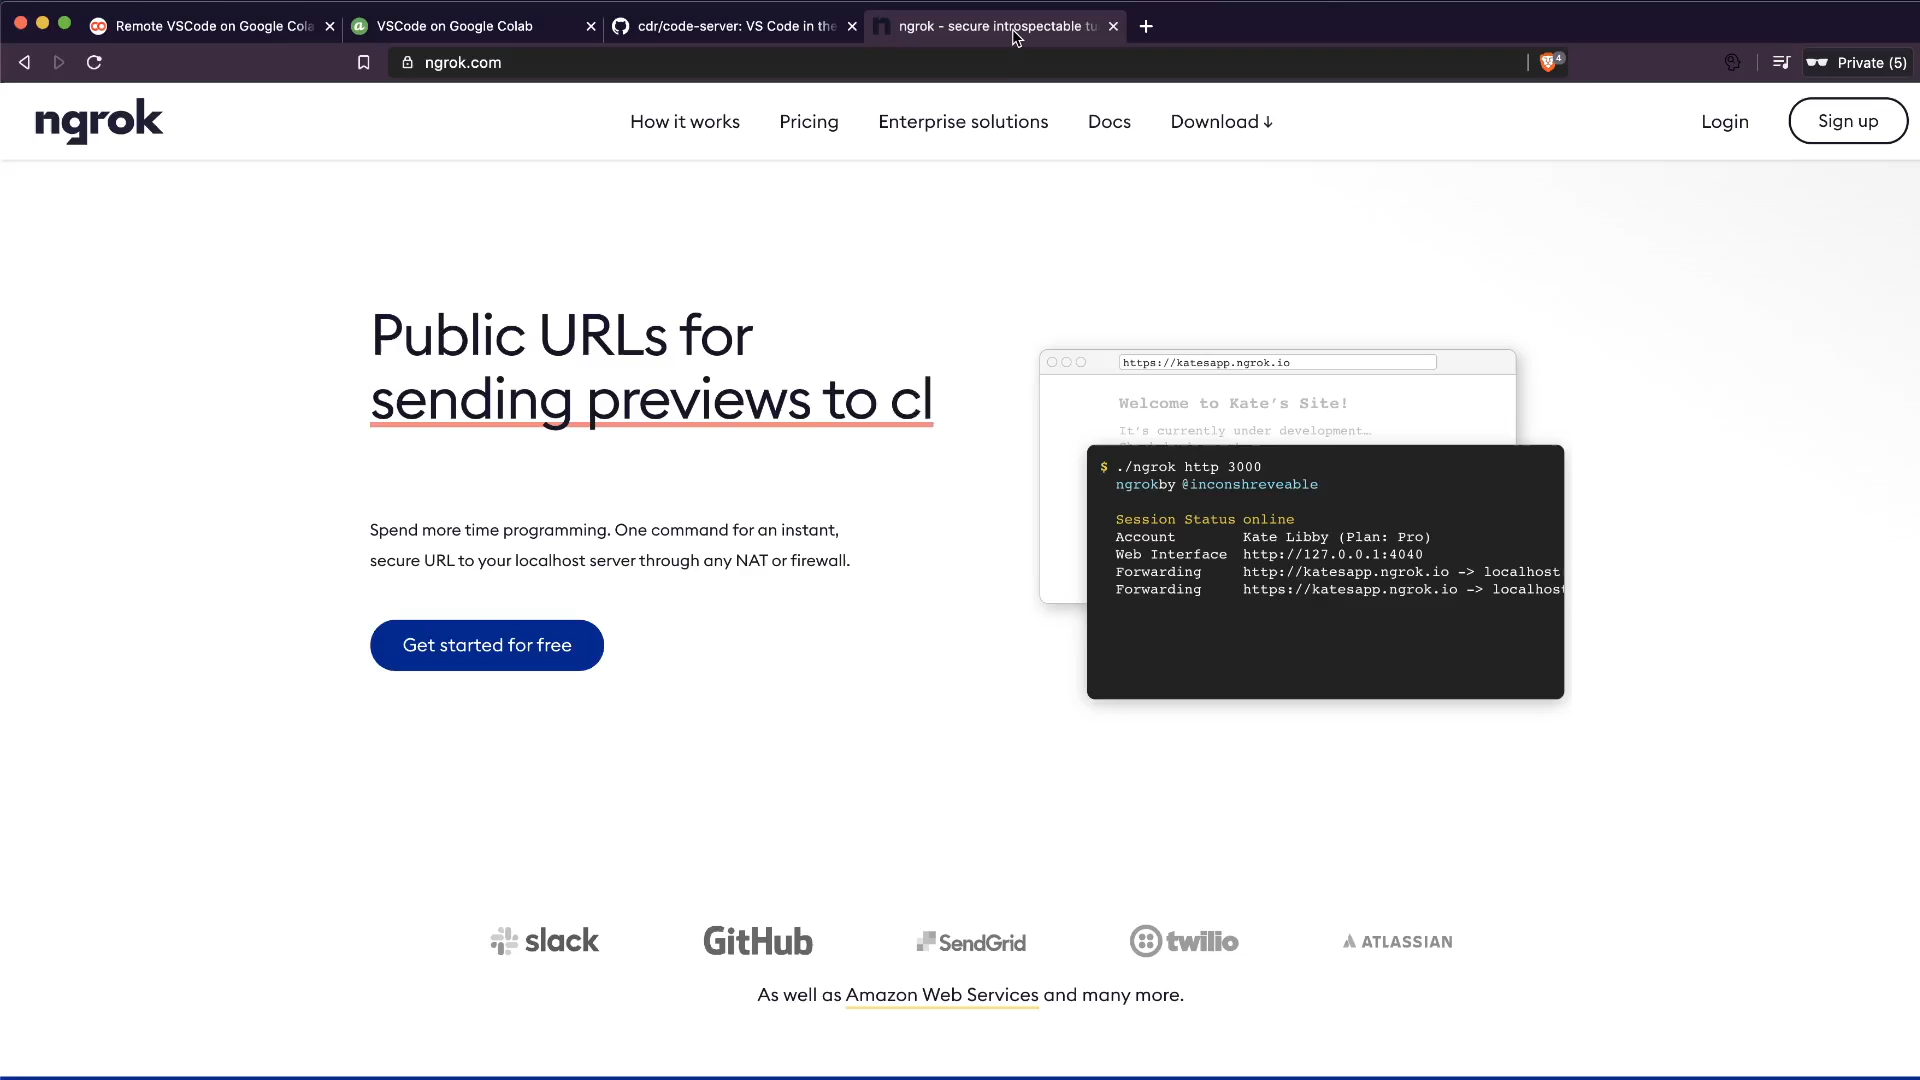 Remote VSCode on Google Cola
VSCode on Google Colab
cdr/code-server: VS Code in the
ngrok - secure introspectable tu
ngrok.com
4
Private (5)
ngrok
How it works
Pricing
Enterprise solutions
Docs
Download ↓
Login
Sign up
Public URLs for
sending previews to cl
Spend more time programming. One command for an instant,
secure URL to your localhost server through any NAT or firewall.
Get started for free
https://katesapp.ngrok.io
Welcome to Kate's Site!
It's currently under development…
$ ./ngrok http 3000
ngrokby @inconshreveable
Session Status online
Account Kate Libby (Plan: Pro)
Web Interface http://127.0.0.1:4040
Forwarding http://katesapp.ngrok.io -> localhost
Forwarding https://katesapp.ngrok.io -> localhost
slack
GitHub
SendGrid
twilio
ATLASSIAN
As well as Amazon Web Services and many more.